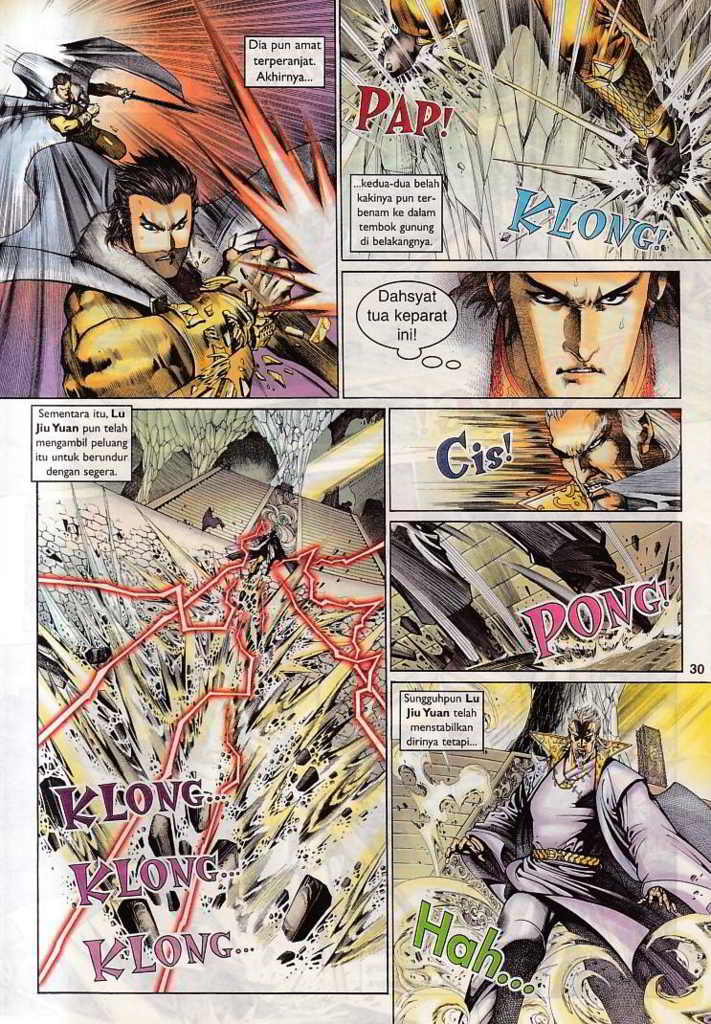 Dia pun amat
terperanjat.
Akhirnya...
PAP!
...kedua-dua belah
kakinya pun ter-
benam ke dalam
tembok gunung
di belakangnya.
KLONG!
Dahsyat
tua keparat
ini!
Sementara itu, Lu
Jiu Yuan pun telah
mengambil peluang
itu untuk berundur
dengan segera.
Cis!
PONG!
30
KLONG...
KLONG...
KLONG...
Sungguhpun Lu
Jiu Yuan telah
menstabilkan
dirinya tetapi...
Hah...